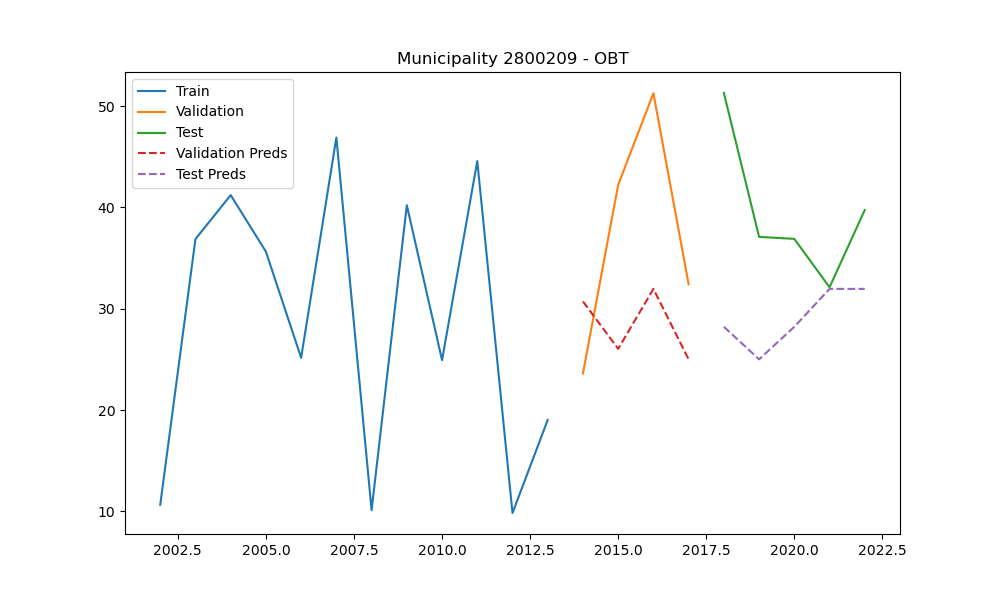 Municipality 2800209 - OBT
Train
Validation
Test
Validation Preds
Test Preds
50
40
30
20
10
2002.5 2005.0 2007.5 2010.0 2012.5 2015.0 2017.5 2020.0 2022.5